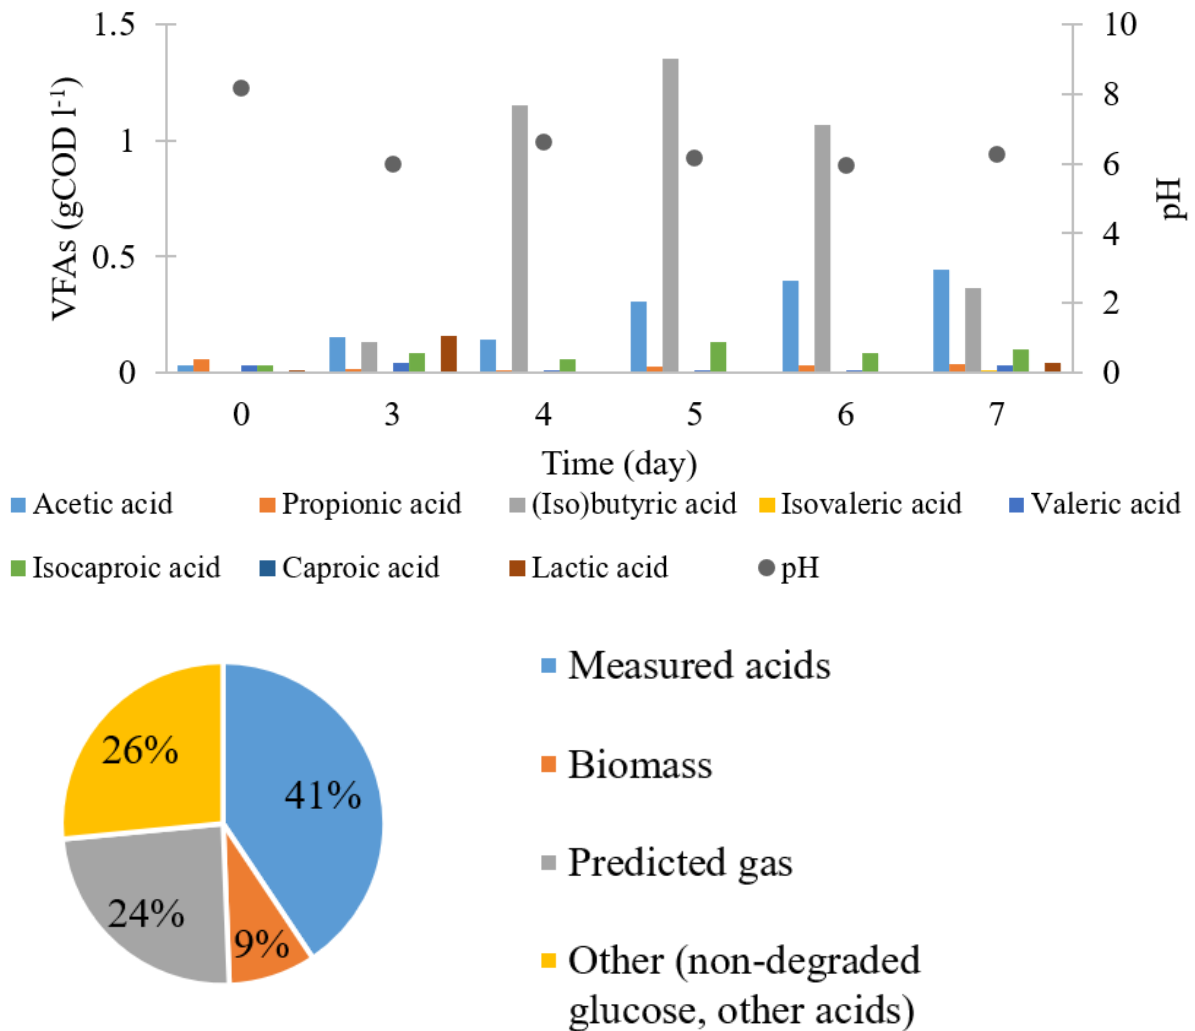 1.5
1
0.5
0
VFAs (gCOD l⁻¹)
10
8
6
4
2
0
pH
0 3 4 5 6 7
Time (day)
Acetic acid Propionic acid (Iso)butyric acid Isovaleric acid Valeric acid
Isocaproic acid Caproic acid Lactic acid pH
26%
41%
24%
9%
Measured acids
Biomass
Predicted gas
Other (non-degraded
glucose, other acids)